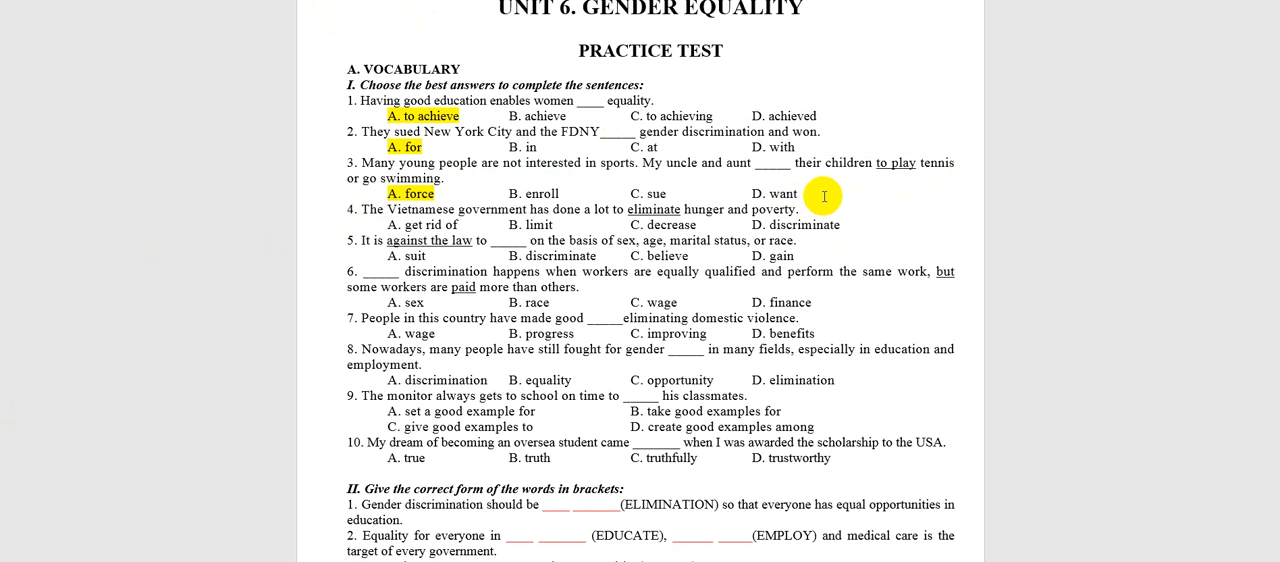 UNIT 6. GENDER EQUALITY
PRACTICE TEST
A. VOCABULARY
I. Choose the best answers to complete the sentences:
1. Having good education enables women ____ equality.
A. to achieve B. achieve C. to achieving D. achieved
2. They sued New York City and the FDNY_____ gender discrimination and won.
A. for B. in C. at D. with
3. Many young people are not interested in sports. My uncle and aunt _____ their children to play tennis
or go swimming.
A. force B. enroll C. sue D. want
4. The Vietnamese government has done a lot to eliminate hunger and poverty.
A. get rid of B. limit C. decrease D. discriminate
5. It is against the law to _____ on the basis of sex, age, marital status, or race.
A. suit B. discriminate C. believe D. gain
6. _____ discrimination happens when workers are equally qualified and perform the same work, but
some workers are paid more than others.
A. sex B. race C. wage D. finance
7. People in this country have made good _____eliminating domestic violence.
A. wage B. progress C. improving D. benefits
8. Nowadays, many people have still fought for gender _____ in many fields, especially in education and
employment.
A. discrimination B. equality C. opportunity D. elimination
9. The monitor always gets to school on time to _____ his classmates.
A. set a good example for B. take good examples for
C. give good examples to D. create good examples among
10. My dream of becoming an oversea student came _______ when I was awarded the scholarship to the USA.
A. true B. truth C. truthfully D. trustworthy
II. Give the correct form of the words in brackets:
1. Gender discrimination should be ____ _______(ELIMINATION) so that everyone has equal opportunities in
education.
2. Equality for everyone in ____ _______ (EDUCATE), ______ _____(EMPLOY) and medical care is the
target of every government.